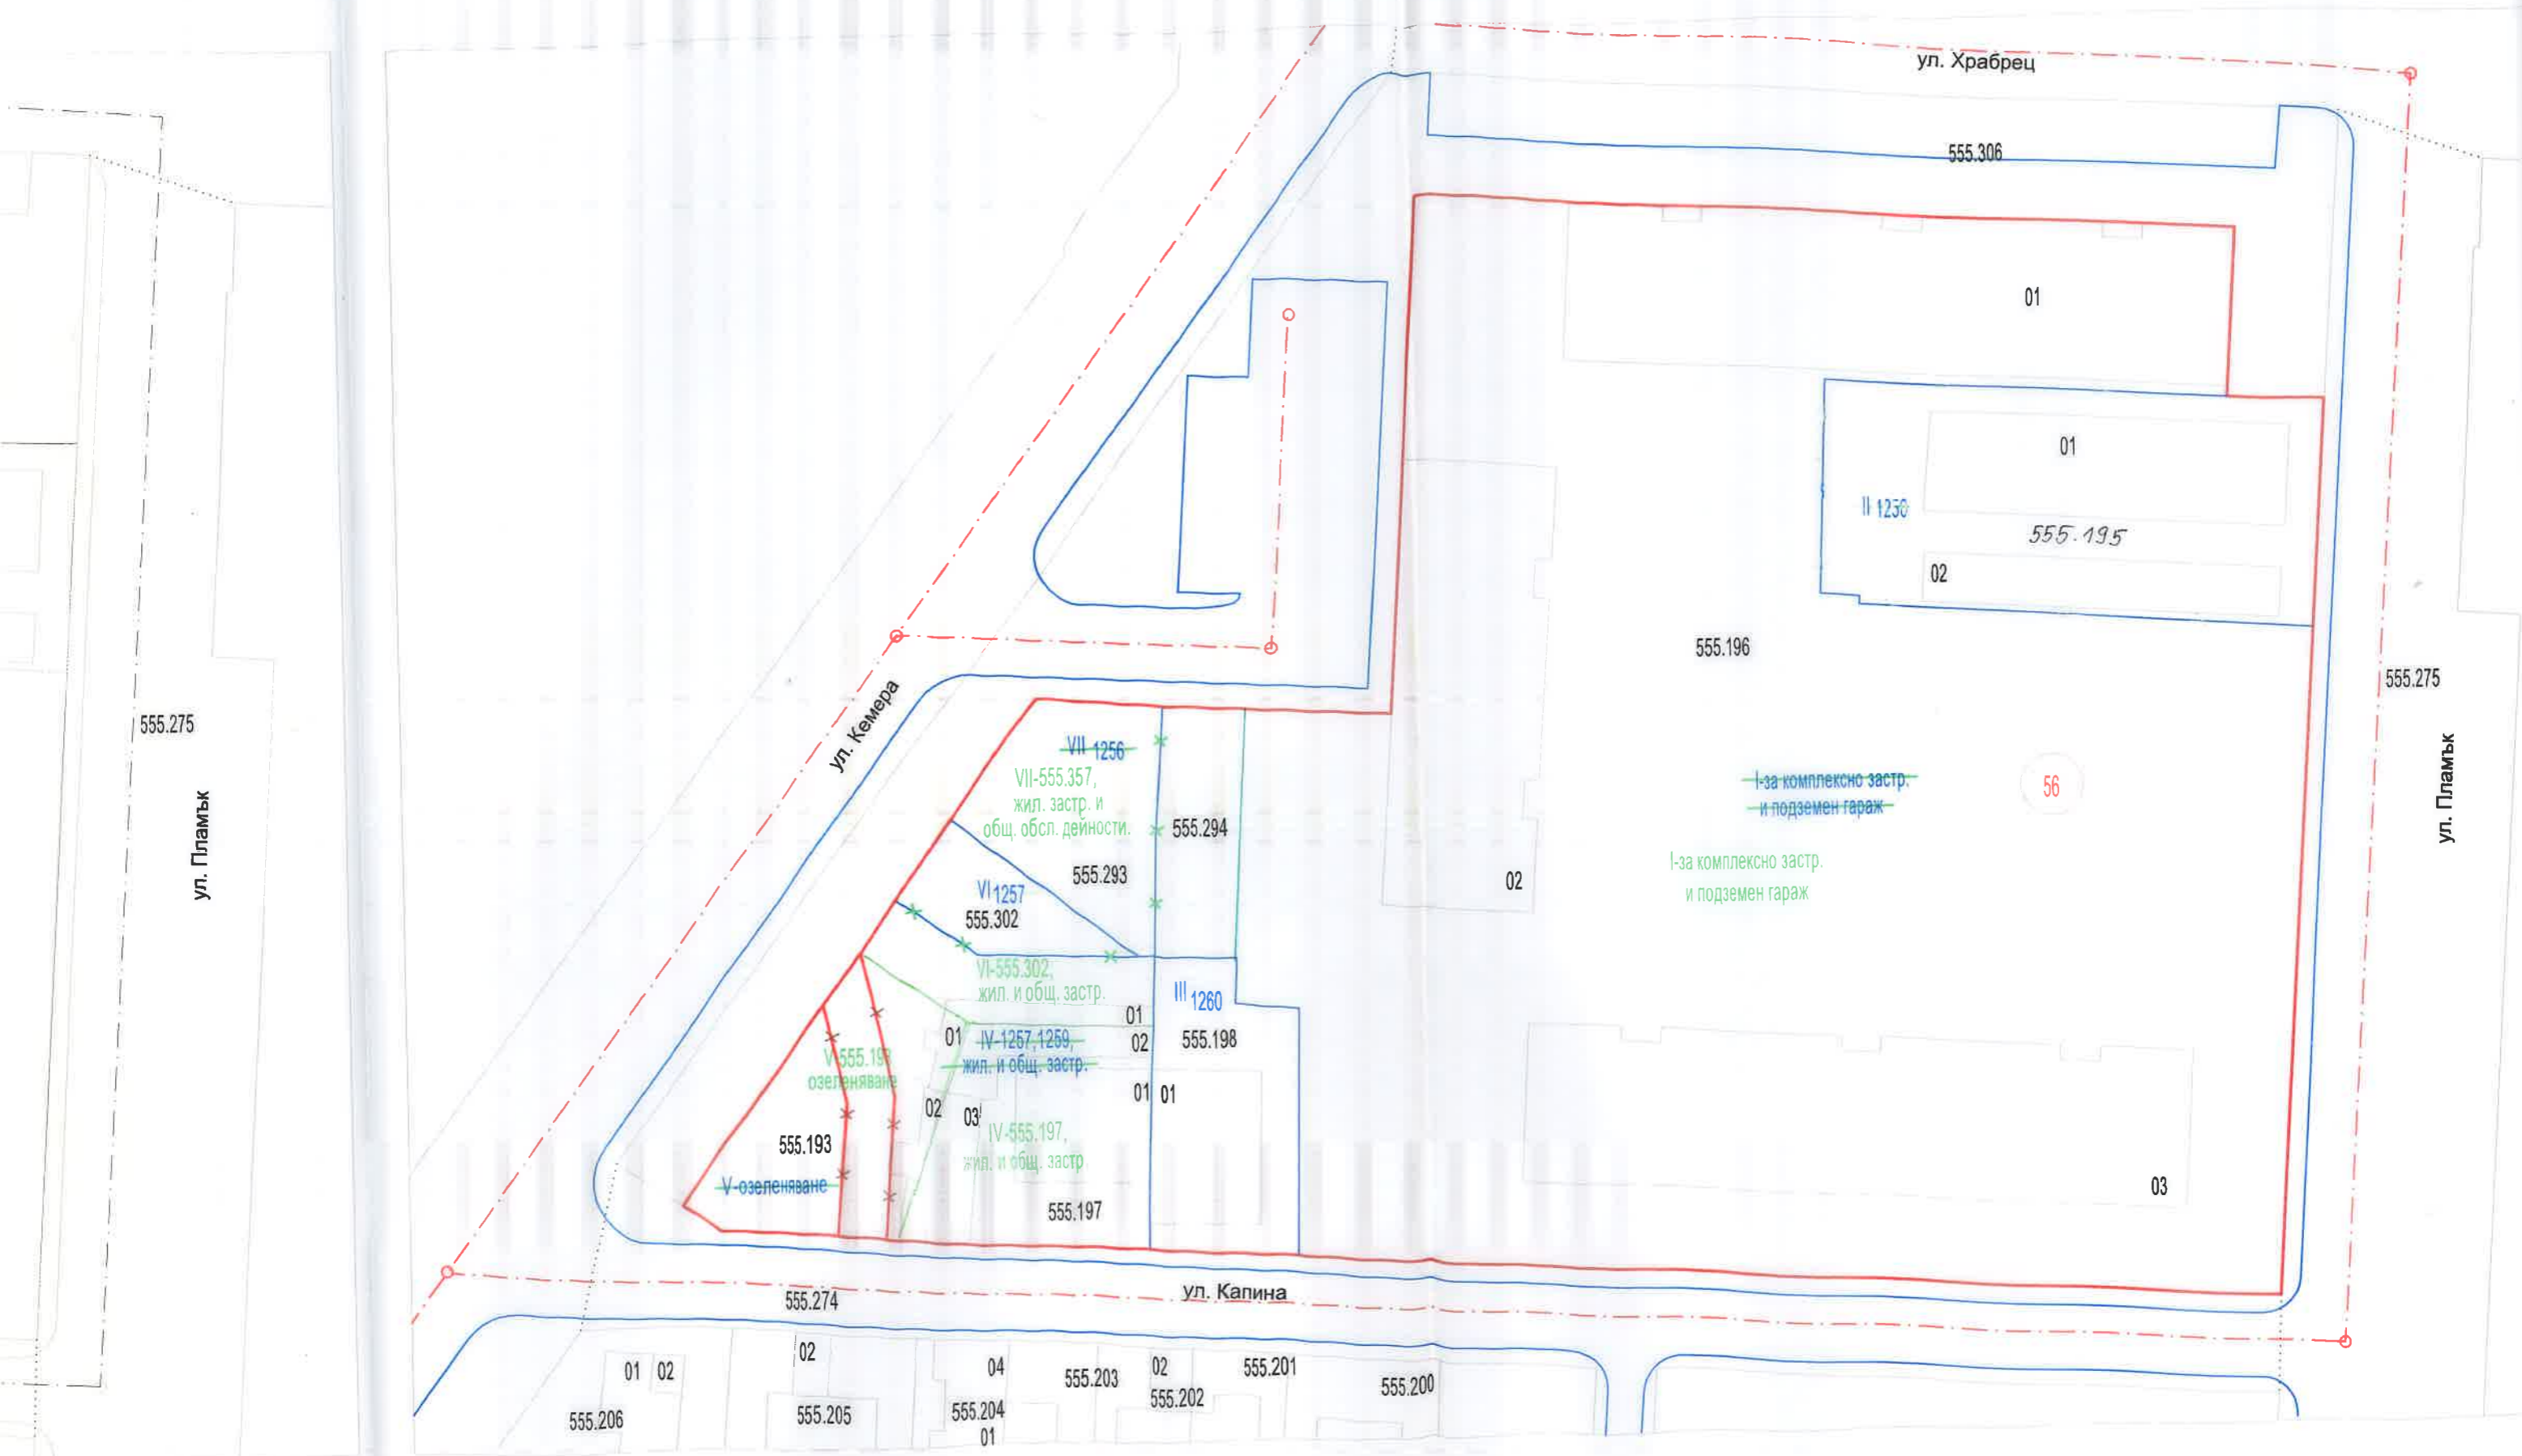 ул. Храбрец
555.306
01
01
II 1230
555.195
02
555.196
555.275
555.275
ул. Кемера
ул. Пламък
ул. Пламък
VII 1256
VII-555.357,
жил. застр. и
общ. обсл. дейности.
555.294
555.293
I-за комплексно застр.
и подземен гараж
56
I-за комплексно застр.
и подземен гараж
02
VI 1257
555.302
VI-555.302,
жил. и общ. застр.
III 1260
555.198
01
02
01
IV-1257,1259,
жил. и общ. застр.
V-555.193
озеленяване
01
01
02
03
IV-555.197,
жил. и общ. застр.
555.193
V-озеленяване
555.197
03
ул. Капина
555.274
01
02
02
04
555.203
02
555.202
555.201
555.200
555.206
555.205
555.204
01